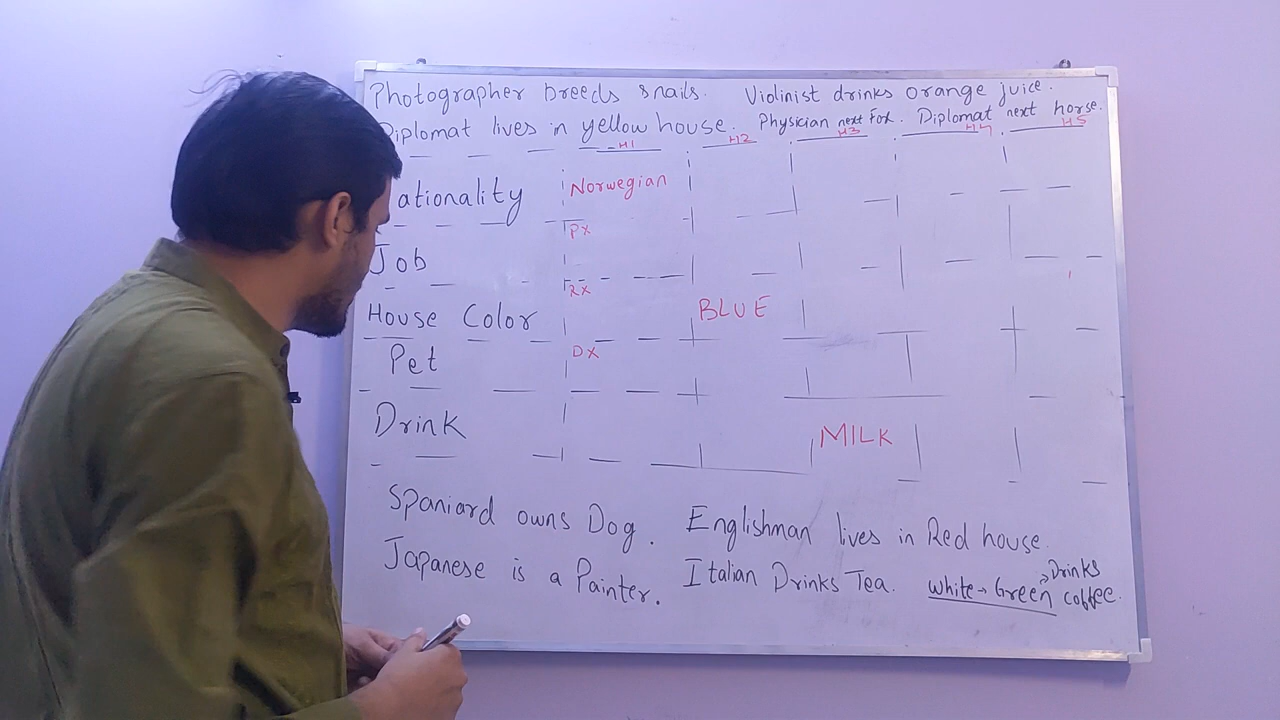 Photographer breeds snails. Violinist drinks orange juice.
Diplomat lives in yellow house. Physician next Fox. Diplomat next horse.
H1 H2 H3 H4 H5
ationality Norwegian
PX
Job
RX
House Color BLUE
Pet DX
Drink MILK
Spaniard owns Dog. Englishman lives in Red house.
Japanese is a Painter. Italian Drinks Tea. White → Green → Drinks coffee.